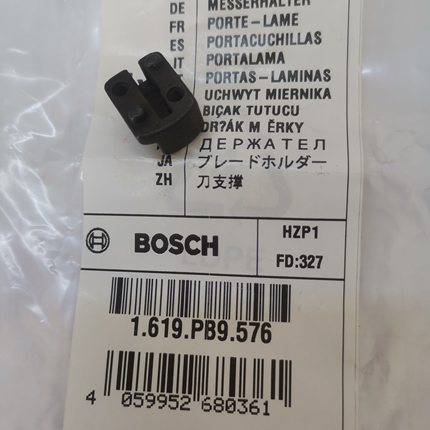 DE MESSERHALTER
FR PORTE-LAME
ES PORTACUCHILLAS
IT PORTALAMA
PORTAS-LAMINAS
UCHWYT MIERNIKA
BIÇAK TUTUCU
DR?ÁK M ĚRKY
ДЕРЖАТЕЛ
JA ブレードホルダー
ZH 刀支撑
BOSCH
HZP1
FD:327
1.619.PB9.576
4 059952 680361